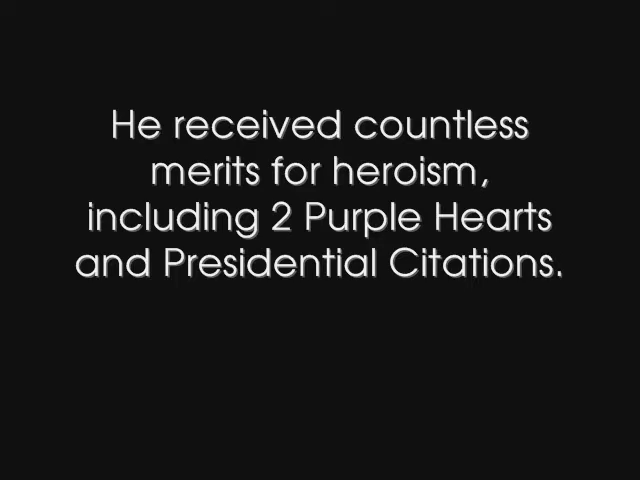 He received countless
merits for heroism,
including 2 Purple Hearts
and Presidential Citations.